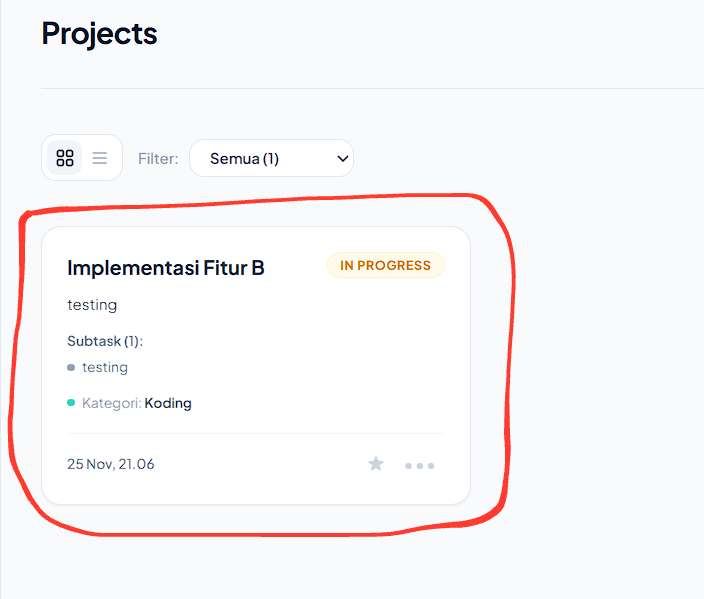 Projects
Filter: Semua (1)
Implementasi Fitur B IN PROGRESS
testing
Subtask (1):
testing
Kategori: Koding
25 Nov, 21.06